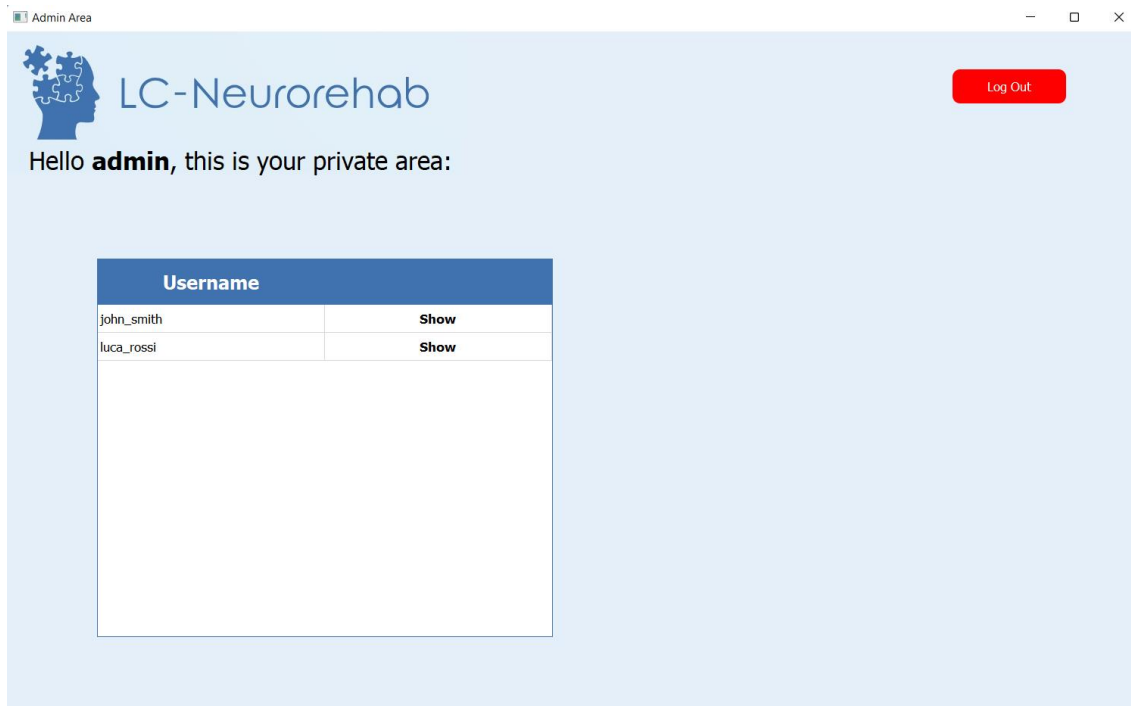 Admin Area
LC-Neurorehab
Log Out
Hello admin, this is your private area:
Username
john_smith Show
luca_rossi Show